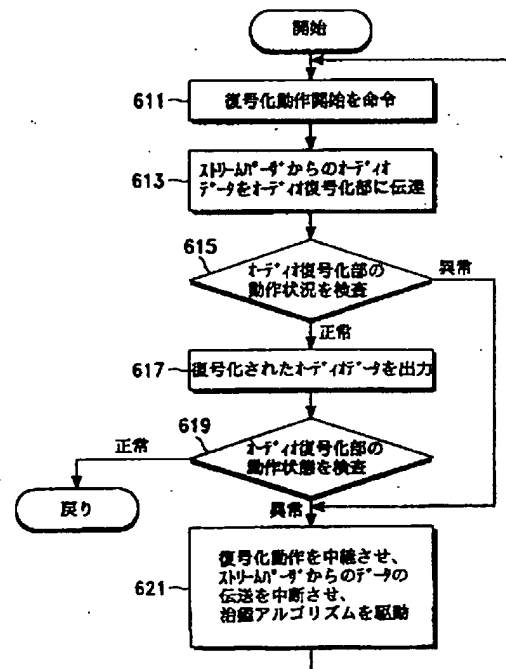 開始
611
復号化動作開始を命令
613
ストリームパーザからのオーディオ
データをオーディオ復号化部に伝達
615
オーディオ復号化部の
動作状況を検査
異常
正常
617
復号化されたオーディオデータを出力
619
オーディオ復号化部の
動作状態を検査
正常
戻り
異常
621
復号化動作を中継させ、
ストリームパーザからのデータの
伝送を中断させ、
治癒アルゴリズムを駆動